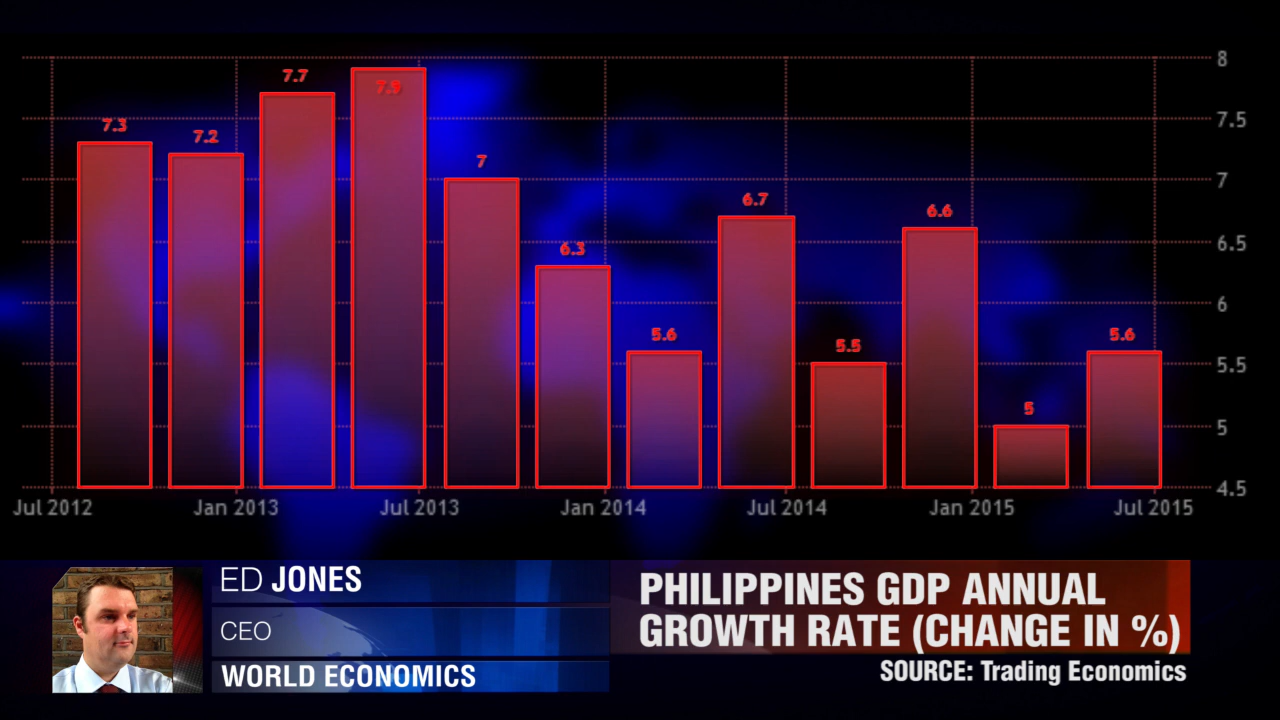 8
7.7
7.9
7.3
7.5
7.2
7
7
6.7
6.6
6.5
6.3
6
5.6
5.6
5.5
5.5
5
5
4.5
Jul 2012
Jan 2013
Jul 2013
Jan 2014
Jul 2014
Jan 2015
Jul 2015
ED JONES
CEO
WORLD ECONOMICS
PHILIPPINES GDP ANNUAL
GROWTH RATE (CHANGE IN %)
SOURCE: Trading Economics